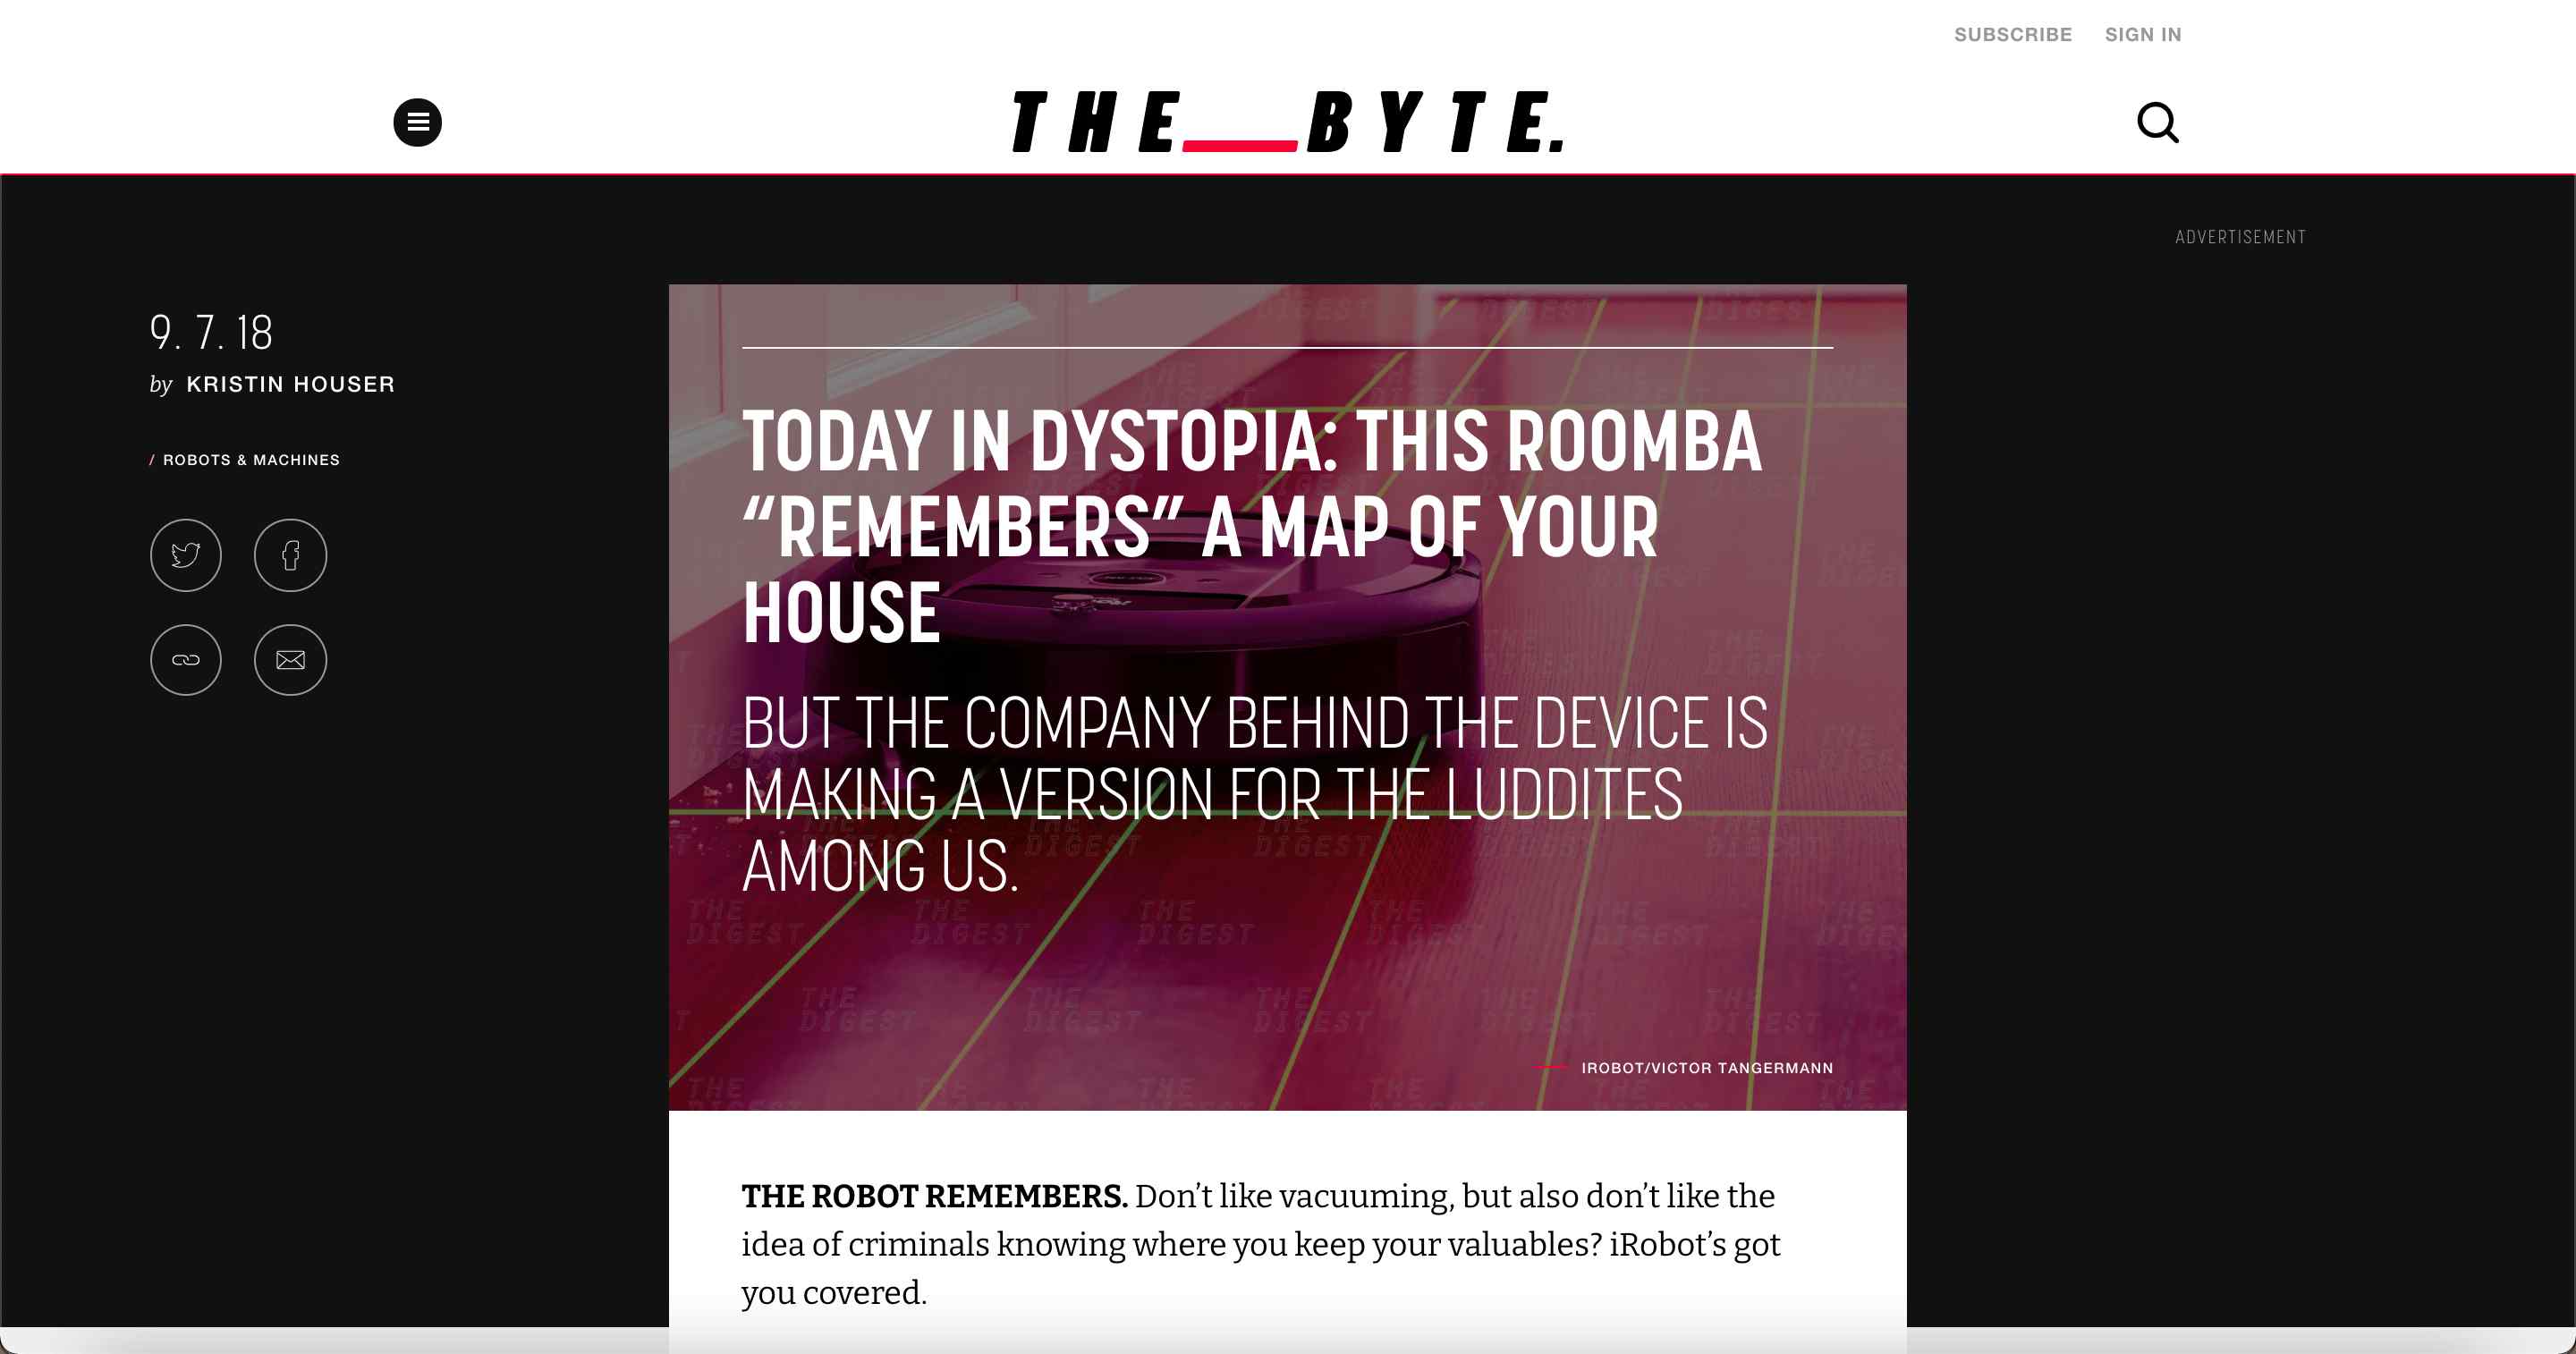 SUBSCRIBE SIGN IN
THE_BYTE.
ADVERTISEMENT
9. 7. 18
by KRISTIN HOUSER
/ ROBOTS & MACHINES
TODAY IN DYSTOPIA: THIS ROOMBA
“REMEMBERS” A MAP OF YOUR
HOUSE
BUT THE COMPANY BEHIND THE DEVICE IS
MAKING A VERSION FOR THE LUDDITES
AMONG US.
THE DIGEST
IROBOT/VICTOR TANGERMANN
THE ROBOT REMEMBERS. Don’t like vacuuming, but also don’t like the
idea of criminals knowing where you keep your valuables? iRobot’s got
you covered.